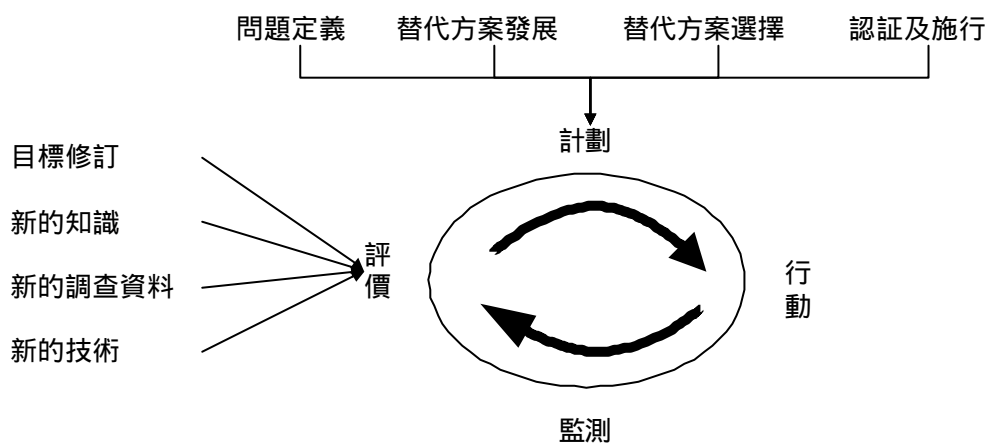 問題定義 替代方案發展 替代方案選擇 認証及施行
計劃
目標修訂
新的知識
新的調查資料
新的技術
評價
行動
監測